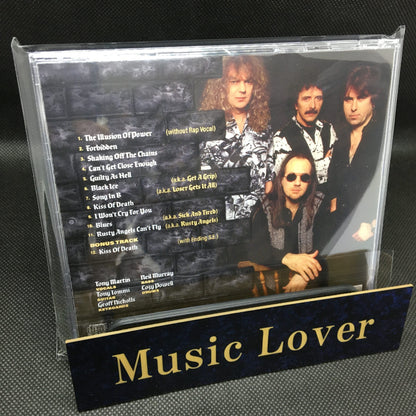 1. The Illusion Of Power (without Rap Vocal)
2. Forbidden
3. Shaking Off The Chains
4. Can't Get Close Enough
5. Guilty As Hell (a.k.a. Get A Grip)
6. Black Ice (a.k.a. Loser Gets It All)
7. Song In B
8. Kiss Of Death
9. I Won't Cry For You
10. Blues (a.k.a. Sick And Tired)
11. Rusty Angels Can't Fly (a.k.a. Rusty Angels)
BONUS TRACK
12. Kiss Of Death (with Ending S.E.)
Tony Martin Neil Murray
VOCALS BASS
Tony Iommi Cozy Powell
GUITAR DRUMS
Geoff Nicholls
KEYBOARDS
Music Lover